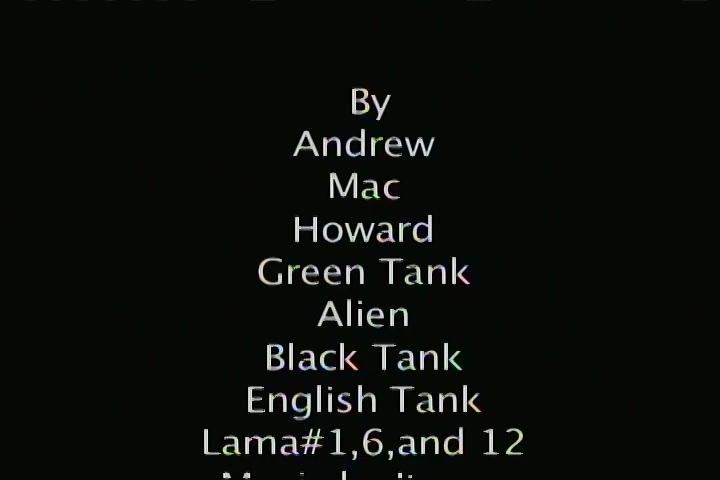 By
Andrew
Mac
Howard
Green Tank
Alien
Black Tank
English Tank
Lama#1,6,and 12